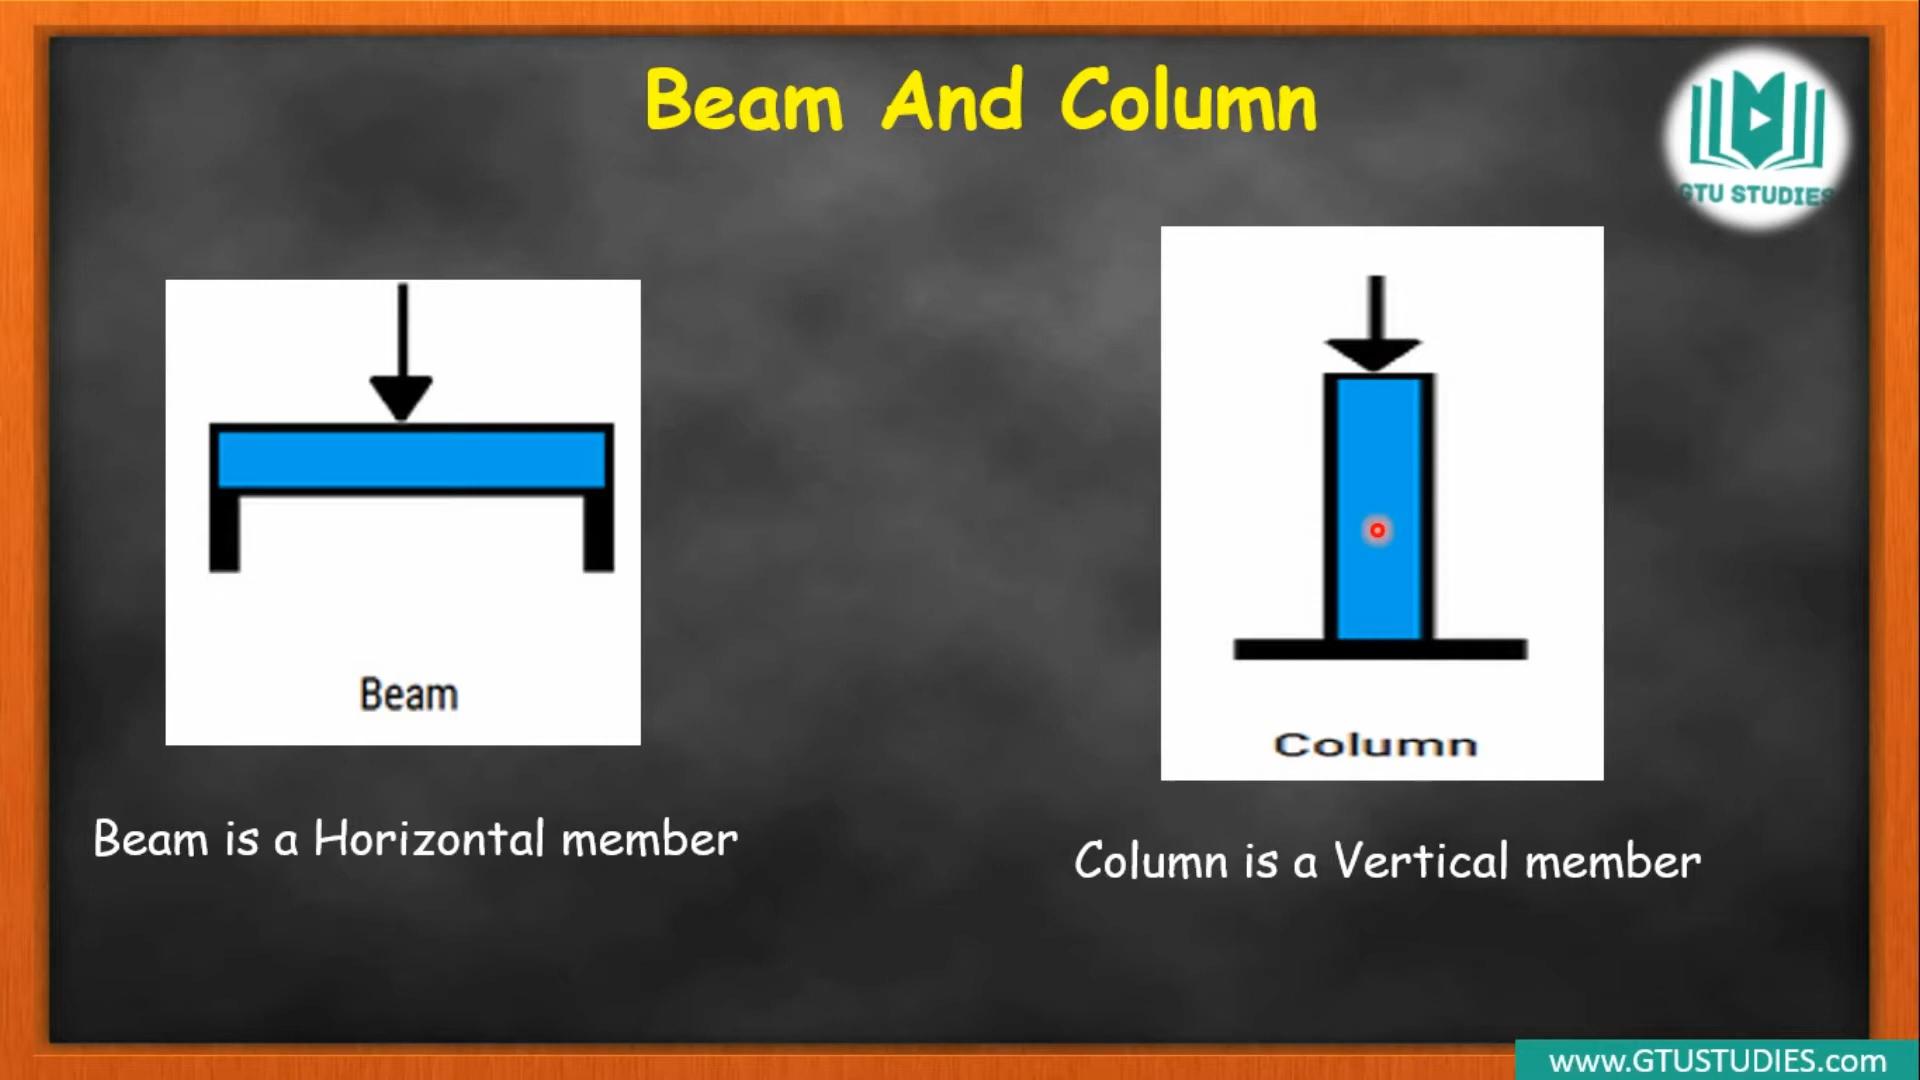 Beam And Column
GTU STUDIES
Beam
Column
Beam is a Horizontal member
Column is a Vertical member
www.GTUSTUDIES.com